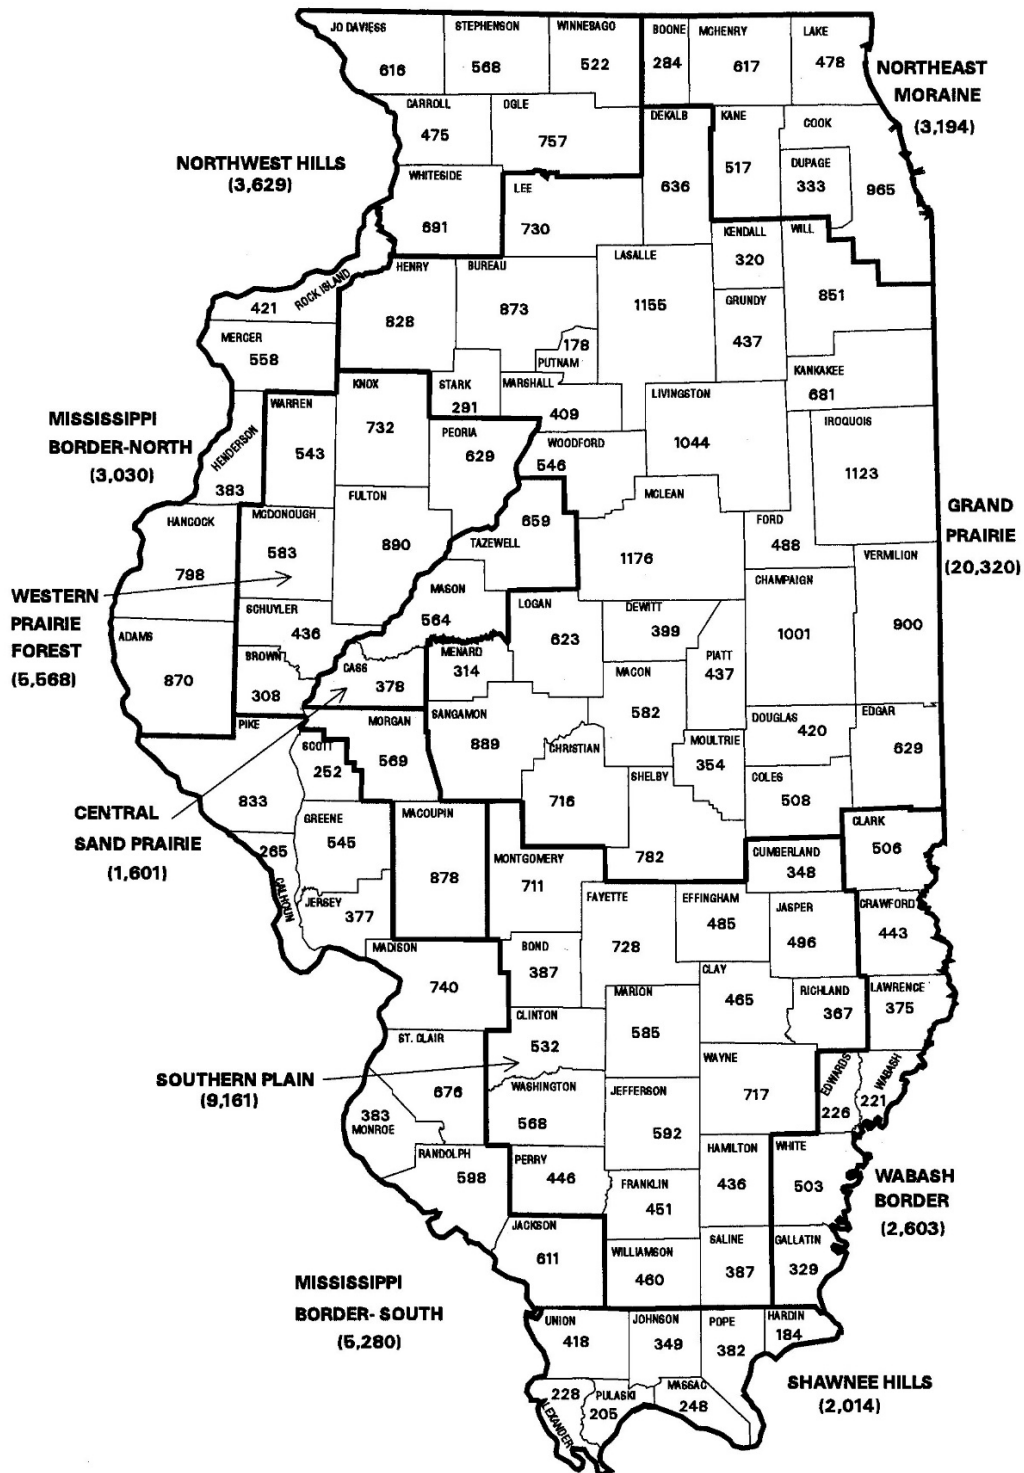 JO DAVIESS
616
STEPHENSON
568
WINNEBAGO
522
BOONE
284
MCHENRY
617
LAKE
478
NORTHEAST
MORAINE
(3,194)
CARROLL
475
OGLE
757
DEKALB
636
KANE
517
COOK
965
DUPAGE
333
NORTHWEST HILLS
(3,629)
WHITESIDE
691
LEE
730
KENDALL
320
WILL
851
LASALLE
1155
ROCK ISLAND
421
HENRY
828
BUREAU
873
GRUNDY
437
MERCER
558
178
PUTNAM
KANKAKEE
681
KNOX
732
STARK
291
MARSHALL
409
LIVINGSTON
1044
IROQUOIS
1123
MISSISSIPPI
BORDER-NORTH
(3,030)
HENDERSON
383
WARREN
543
PEORIA
629
WOODFORD
546
HANCOCK
798
MCDONOUGH
583
FULTON
890
659
TAZEWELL
MCLEAN
1176
FORD
488
GRAND
PRAIRIE
(20,320)
VERMILION
900
WESTERN
PRAIRIE
FOREST
(5,568)
SCHUYLER
436
MASON
564
LOGAN
623
DEWITT
399
CHAMPAIGN
1001
ADAMS
870
BROWN
308
CASS
378
MENARD
314
MACON
582
PIATT
437
PIKE
833
SCOTT
252
MORGAN
569
SANGAMON
889
CHRISTIAN
716
SHELBY
782
MOULTRIE
354
DOUGLAS
420
EDGAR
629
COLES
508
CENTRAL
SAND PRAIRIE
(1,601)
GREENE
545
MACOUPIN
878
MONTGOMERY
711
CUMBERLAND
348
CLARK
506
265
CALHOUN
JERSEY
377
FAYETTE
728
EFFINGHAM
485
JASPER
496
CRAWFORD
443
MADISON
740
BOND
387
CLAY
465
RICHLAND
367
LAWRENCE
375
MARION
585
CLINTON
532
ST. CLAIR
676
SOUTHERN PLAIN
(9,161)
WASHINGTON
568
JEFFERSON
592
WAYNE
717
EDWARDS
226
WABASH
221
383
MONROE
RANDOLPH
598
PERRY
446
FRANKLIN
451
HAMILTON
436
WHITE
503
WABASH
BORDER
(2,603)
JACKSON
611
WILLIAMSON
460
SALINE
387
GALLATIN
329
MISSISSIPPI
BORDER- SOUTH
(5,280)
UNION
418
JOHNSON
349
POPE
382
HARDIN
184
228
ALEXANDER
PULASKI
205
MASSAC
248
SHAWNEE HILLS
(2,014)